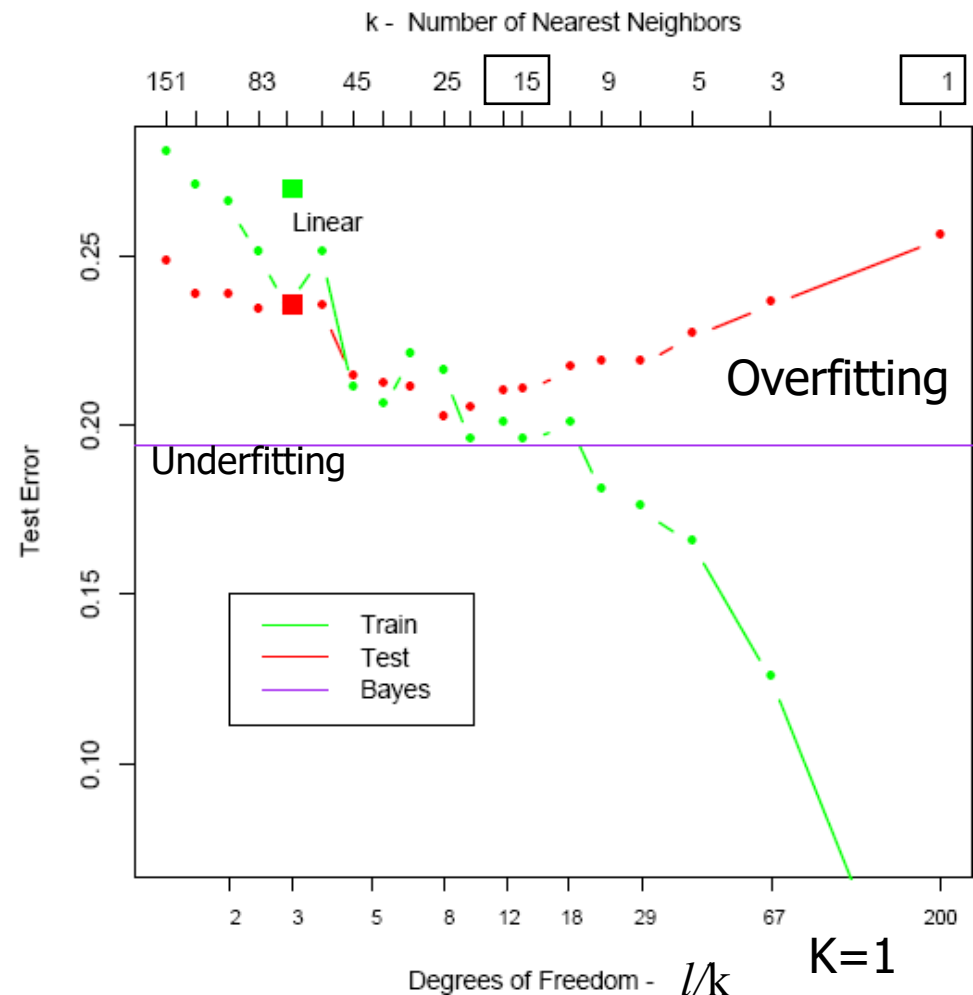 k - Number of Nearest Neighbors
151 83 45 25 15 9 5 3 1
Linear
0.25
Overfitting
0.20
Underfitting
Test Error
0.15
Train
Test
Bayes
0.10
2 3 5 8 12 18 29 67 200
K=1
Degrees of Freedom - l/k